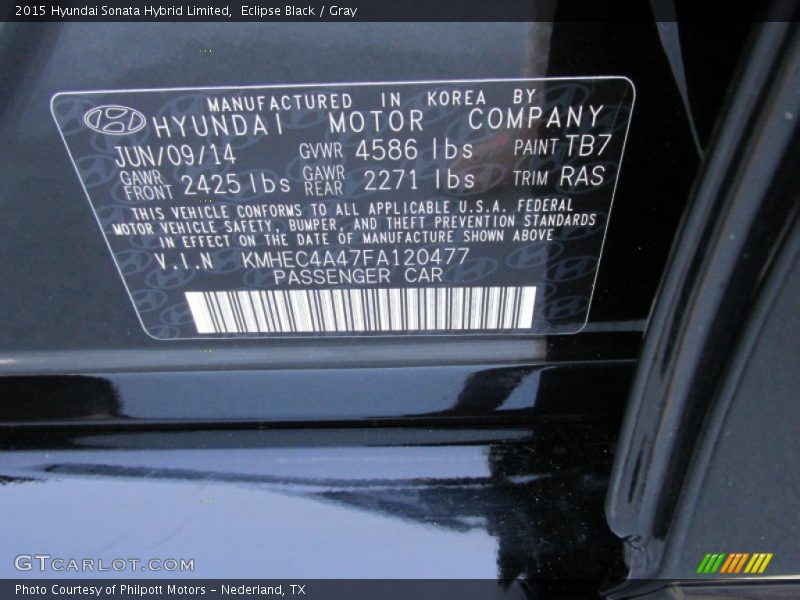 2015 Hyundai Sonata Hybrid Limited,  Eclipse Black / Gray
MANUFACTURED IN KOREA BY
HYUNDAI MOTOR COMPANY
JUN/09/14 GVWR 4586 lbs PAINT TB7
GAWR FRONT 2425 lbs GAWR REAR 2271 lbs TRIM RAS
THIS VEHICLE CONFORMS TO ALL APPLICABLE U.S.A. FEDERAL
MOTOR VEHICLE SAFETY, BUMPER, AND THEFT PREVENTION STANDARDS
IN EFFECT ON THE DATE OF MANUFACTURE SHOWN ABOVE
V.I.N KMHEC4A47FA120477
PASSENGER CAR
GTCARLOT.COM
Photo Courtesy of Philpott Motors – Nederland, TX